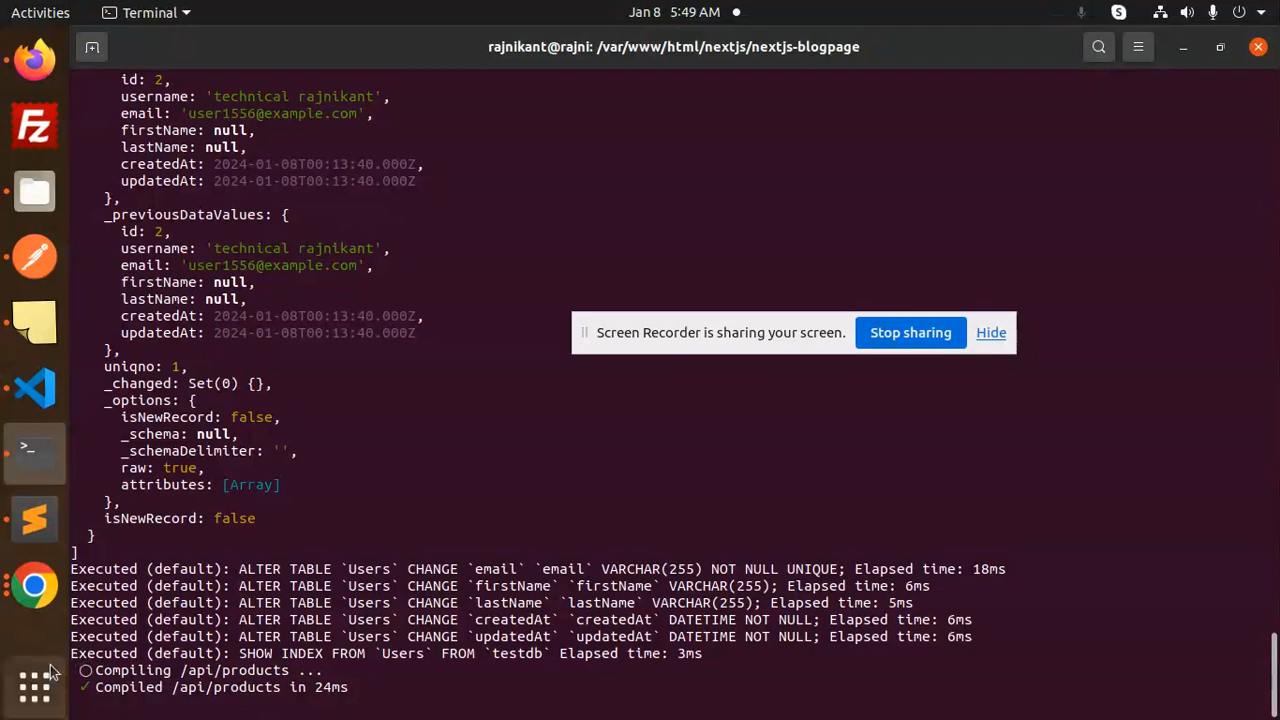 Activities
Terminal
Jan 8 5:49 AM
rajnikant@rajni: /var/www/html/nextjs/nextjs-blogpage
id: 2,
username: 'technical rajnikant',
email: 'user1556@example.com',
firstName: null,
lastName: null,
createdAt: 2024-01-08T00:13:40.000Z,
updatedAt: 2024-01-08T00:13:40.000Z
},
_previousDataValues: {
id: 2,
username: 'technical rajnikant',
email: 'user1556@example.com',
firstName: null,
lastName: null,
createdAt: 2024-01-08T00:13:40.000Z,
updatedAt: 2024-01-08T00:13:40.000Z
},
Screen Recorder is sharing your screen.
Stop sharing
Hide
uniqno: 1,
_changed: Set(0) {},
_options: {
isNewRecord: false,
_schema: null,
_schemaDelimiter: '',
raw: true,
attributes: [Array]
},
isNewRecord: false
}
]
Executed (default): ALTER TABLE `Users` CHANGE `email` `email` VARCHAR(255) NOT NULL UNIQUE; Elapsed time: 18ms
Executed (default): ALTER TABLE `Users` CHANGE `firstName` `firstName` VARCHAR(255); Elapsed time: 6ms
Executed (default): ALTER TABLE `Users` CHANGE `lastName` `lastName` VARCHAR(255); Elapsed time: 5ms
Executed (default): ALTER TABLE `Users` CHANGE `createdAt` `createdAt` DATETIME NOT NULL; Elapsed time: 6ms
Executed (default): ALTER TABLE `Users` CHANGE `updatedAt` `updatedAt` DATETIME NOT NULL; Elapsed time: 6ms
Executed (default): SHOW INDEX FROM `Users` FROM `testdb` Elapsed time: 3ms
○ Compiling /api/products ...
✓ Compiled /api/products in 24ms